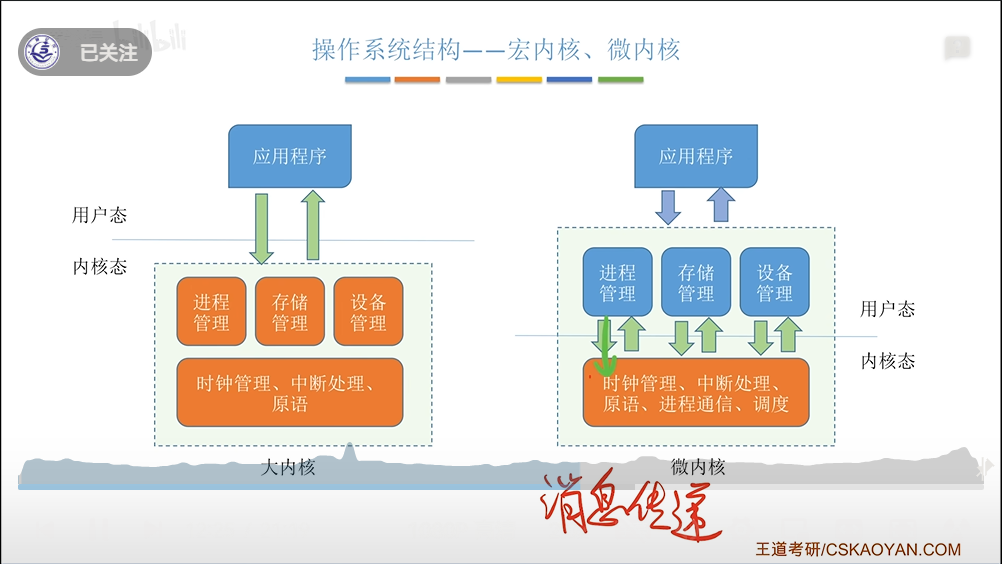 已关注
bilibili
操作系统结构——宏内核、微内核
应用程序
用户态
内核态
进程
管理
存储
管理
设备
管理
时钟管理、中断处理、
原语
大内核
应用程序
进程
管理
存储
管理
设备
管理
用户态
内核态
时钟管理、中断处理、
原语、进程通信、调度
微内核
消息传递
王道考研/CSKAOYAN.COM